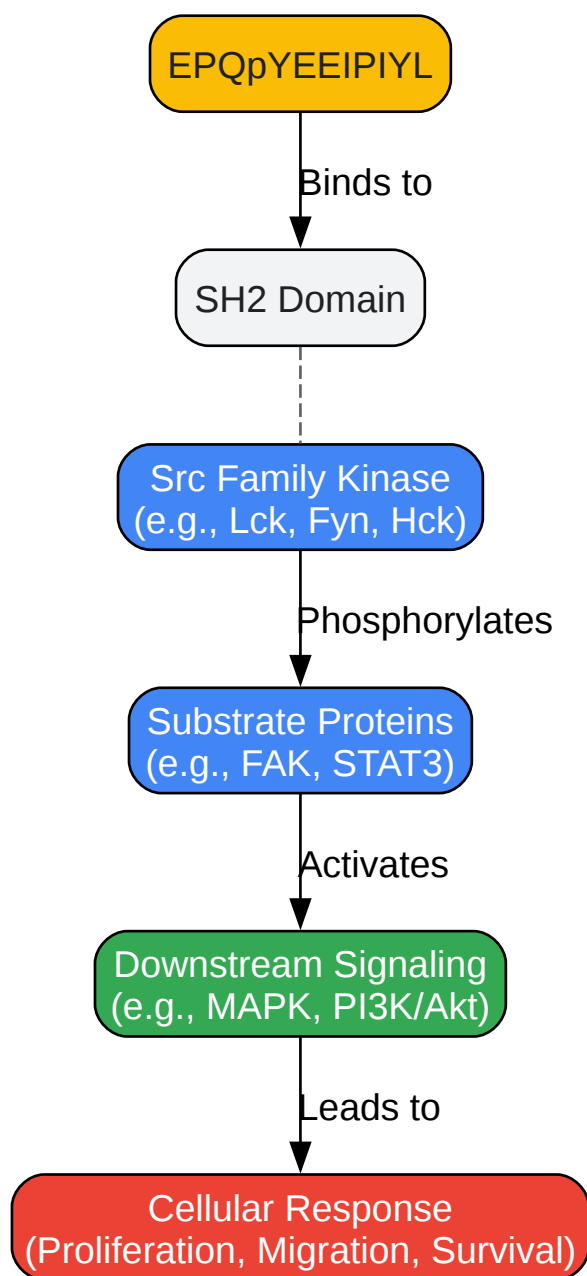 EPQpYEEIPIYL
Binds to
SH2 Domain
Src Family Kinase
(e.g., Lck, Fyn, Hck)
Phosphorylates
Substrate Proteins
(e.g., FAK, STAT3)
Activates
Downstream Signaling
(e.g., MAPK, PI3K/Akt)
Leads to
Cellular Response
(Proliferation, Migration, Survival)